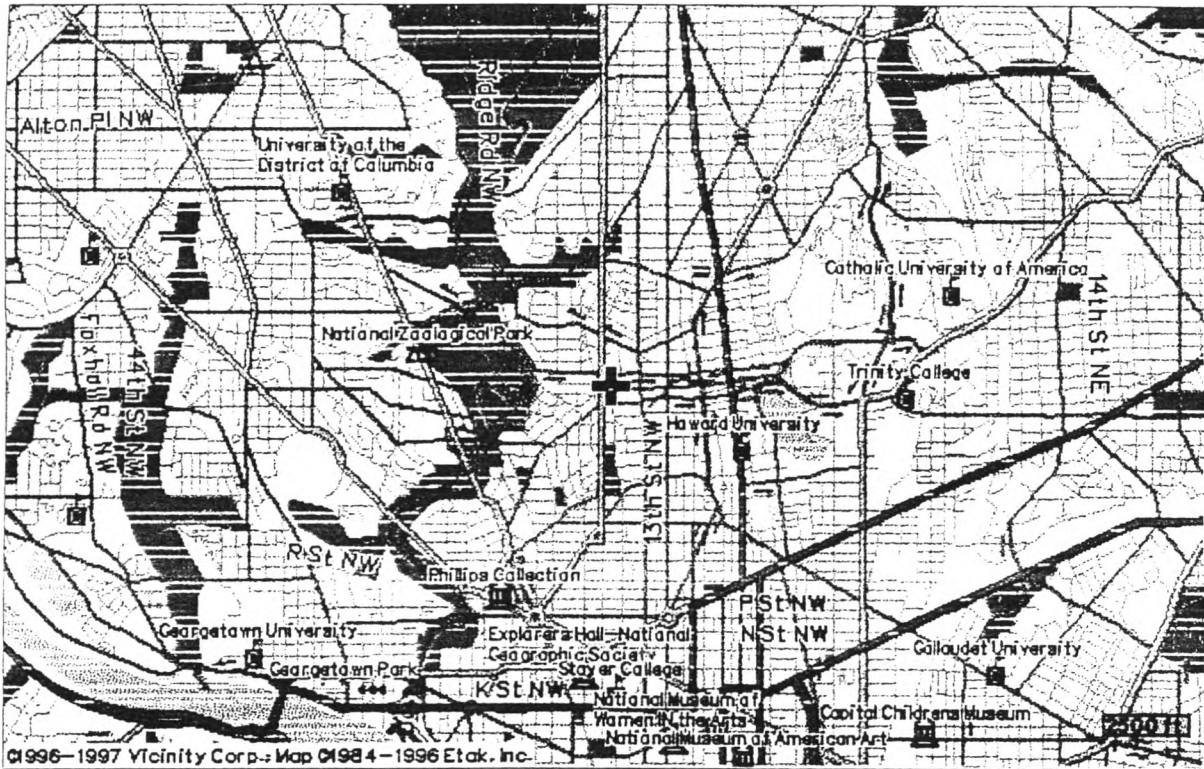 Ridge Rd NW
Alton Pl NW
University of the
District of Columbia
Catholic University of America
14th St NE
National Zoological Park
Foxhall Rd NW
44th St NW
Trinity College
Howard University
13th St NW
R St NW
Phillips Collection
P St NW
N St NW
Georgetown University
Explorers Hall-National
Geographic Society
Gallaudet University
Georgetown Park
Strayer College
K St NW
National Museum of
Women IN the Arts
Capital Childrens Museum
National Museum of American Art
2500 ft
©1996-1997 Vicinity Corp.; Map ©1984-1996 Etak, Inc.